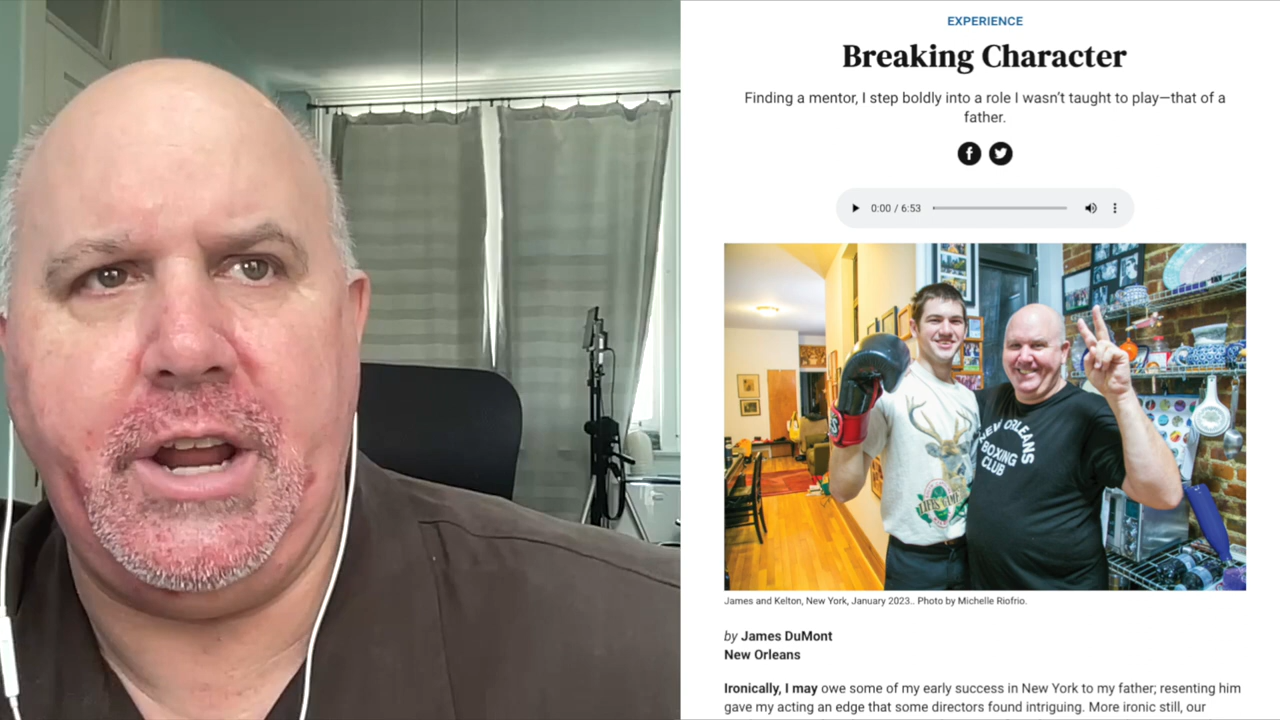 EXPERIENCE
Breaking Character
Finding a mentor, I step boldly into a role I wasn’t taught to play—that of a
father.
0:00 / 6:53
NEW ORLEANS
BOXING
CLUB
James and Kelton, New York, January 2023.. Photo by Michelle Riofrio.
by James DuMont
New Orleans
Ironically, I may owe some of my early success in New York to my father; resenting him
gave my acting an edge that some directors found intriguing. More ironic still, our